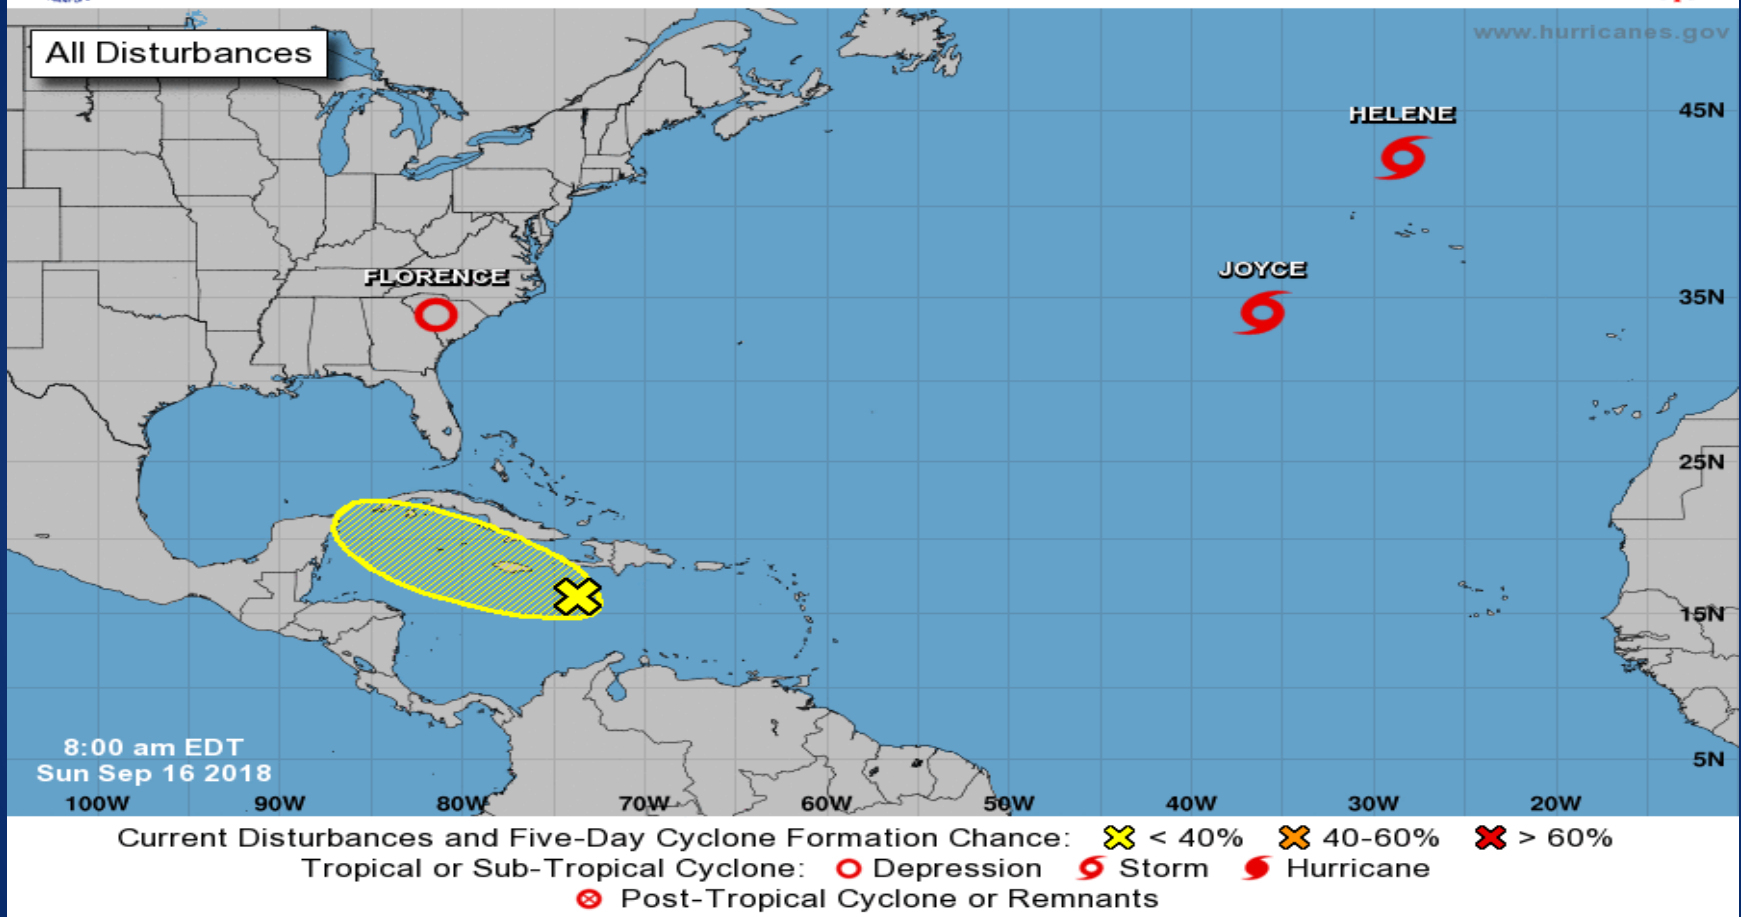 All Disturbances
www.hurricanes.gov
HELENE
45N
JOYCE
FLORENCE
35N
25N
15N
8:00 am EDT
Sun Sep 16 2018
5N
100W 90W 80W 70W 60W 50W 40W 30W 20W
Current Disturbances and Five-Day Cyclone Formation Chance: < 40% 40-60% > 60%
Tropical or Sub-Tropical Cyclone: Depression Storm Hurricane
Post-Tropical Cyclone or Remnants